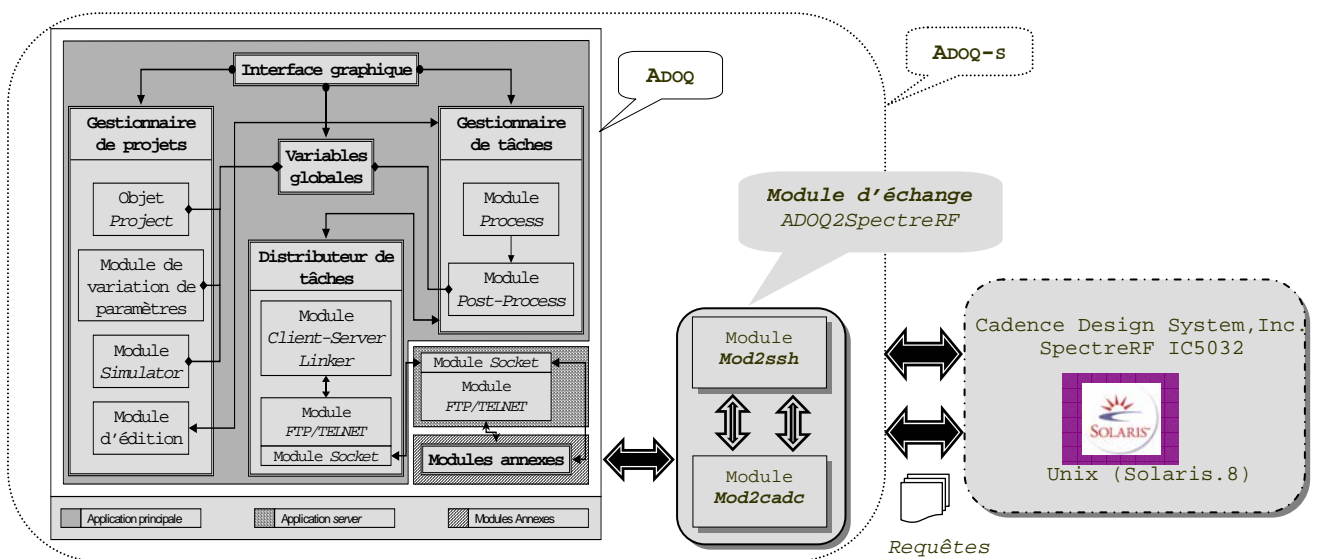 Interface graphique
ADOQ
ADOQ-S
Gestionnaire
de projets
Objet
Project
Module de
variation de
paramètres
Module
Simulator
Module
d'édition
Variables
globales
Gestionnaire
de tâches
Module
Process
Module
Post-Process
Distributeur de
tâches
Module
Client-Server
Linker
Module
FTP/TELNET
Module Socket
Module Socket
Module
FTP/TELNET
Modules annexes
Application principale
Application server
Modules Annexes
Module d'échange
ADOQ2SpectreRF
Module
Mod2ssh
Module
Mod2cadc
Requêtes
Cadence Design System,Inc.
SpectreRF IC5032
SOLARIS
Unix (Solaris.8)